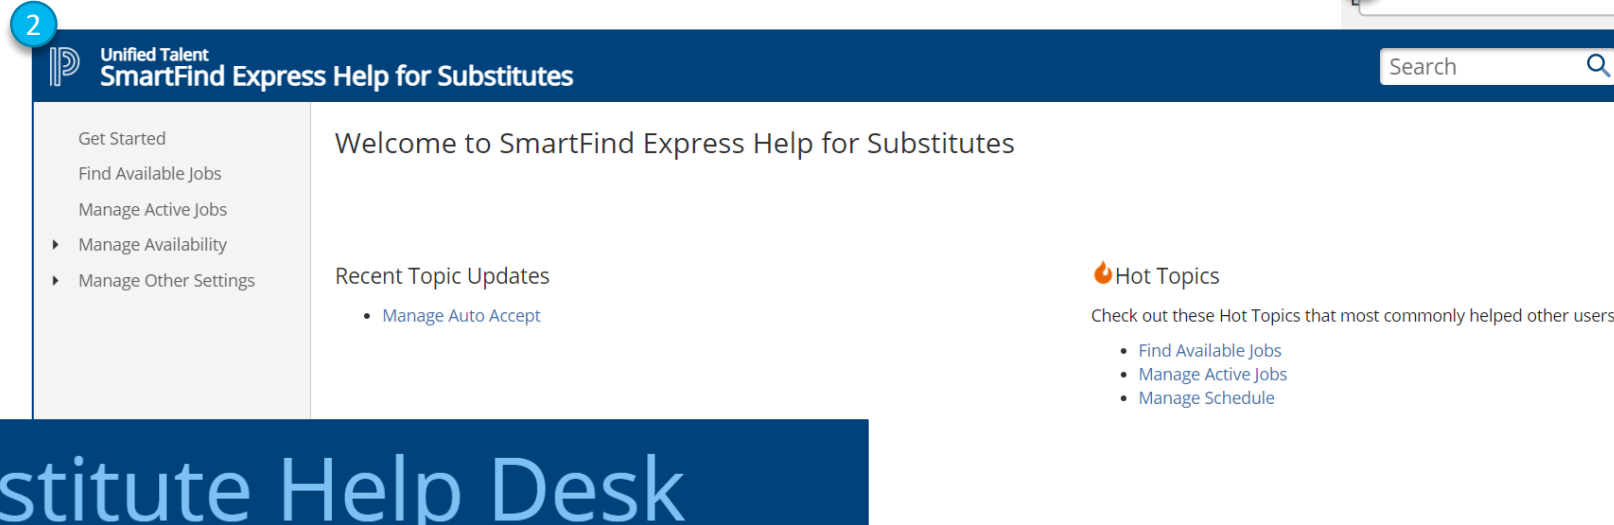 2
Unified Talent
SmartFind Express Help for Substitutes
Search
Get Started
Find Available Jobs
Manage Active Jobs
Manage Availability
Manage Other Settings
Welcome to SmartFind Express Help for Substitutes
Recent Topic Updates
Manage Auto Accept
Hot Topics
Check out these Hot Topics that most commonly helped other users
Find Available Jobs
Manage Active Jobs
Manage Schedule
stitute Help Desk